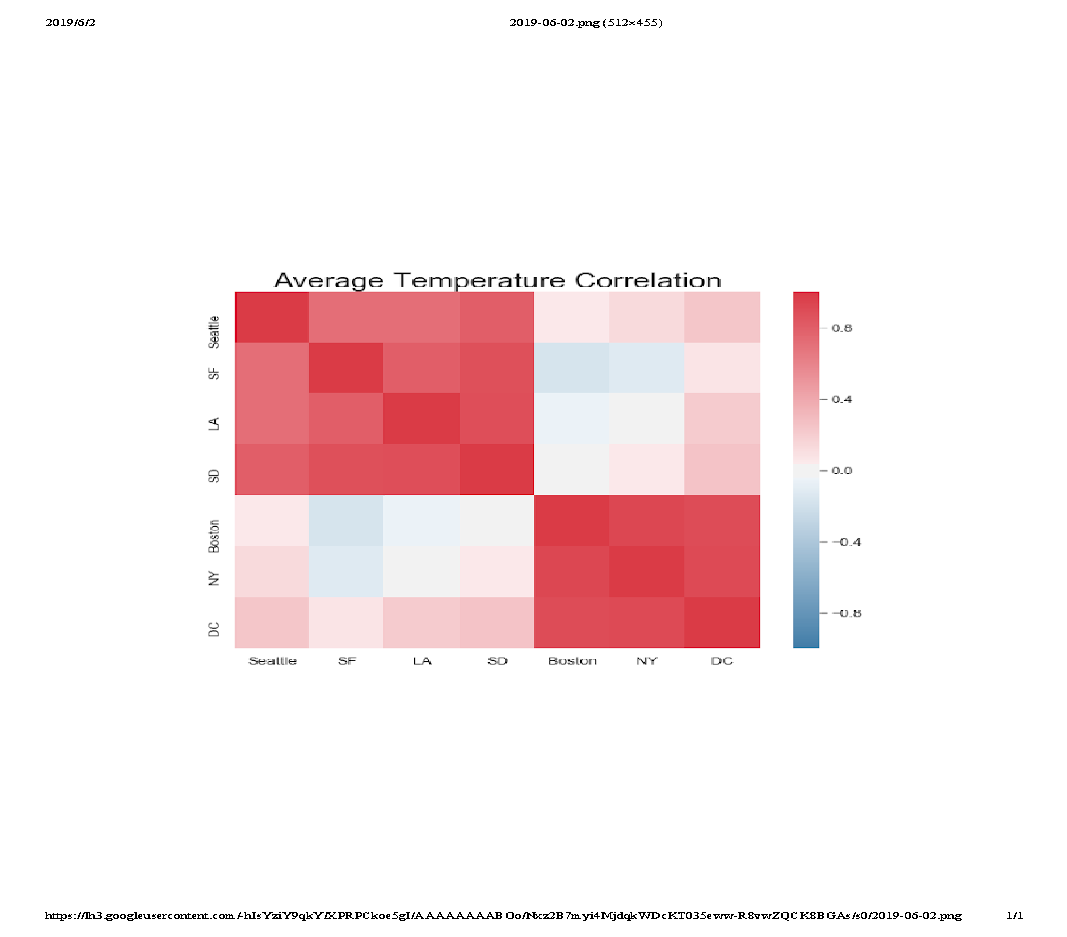 2019/6/2 2019-06-02.png (512×455)
Average Temperature Correlation
Seattle
SF
LA
SD
Boston
NY
DC
0.8
0.4
0.0
−0.4
−0.8
Seattle SF LA SD Boston NY DC
1/1